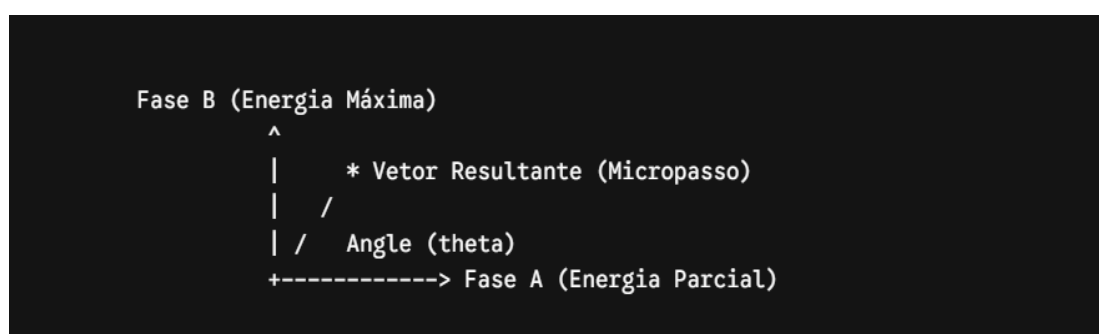 Fase B (Energia Máxima)
^
|     * Vetor Resultante (Micropasso)
|   /
| /   Angle (theta)
+------------> Fase A (Energia Parcial)